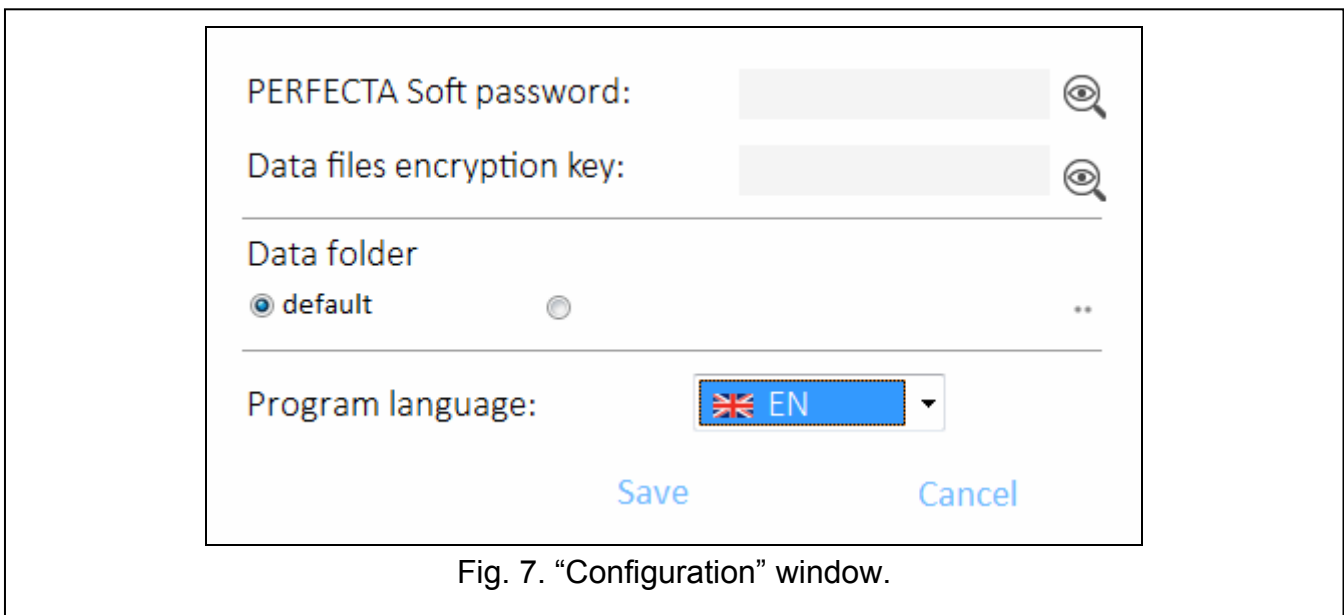 PERFECTA Soft password:
Data files encryption key:
Data folder
default
..
Program language:
EN
Save Cancel
Fig. 7. “Configuration” window.